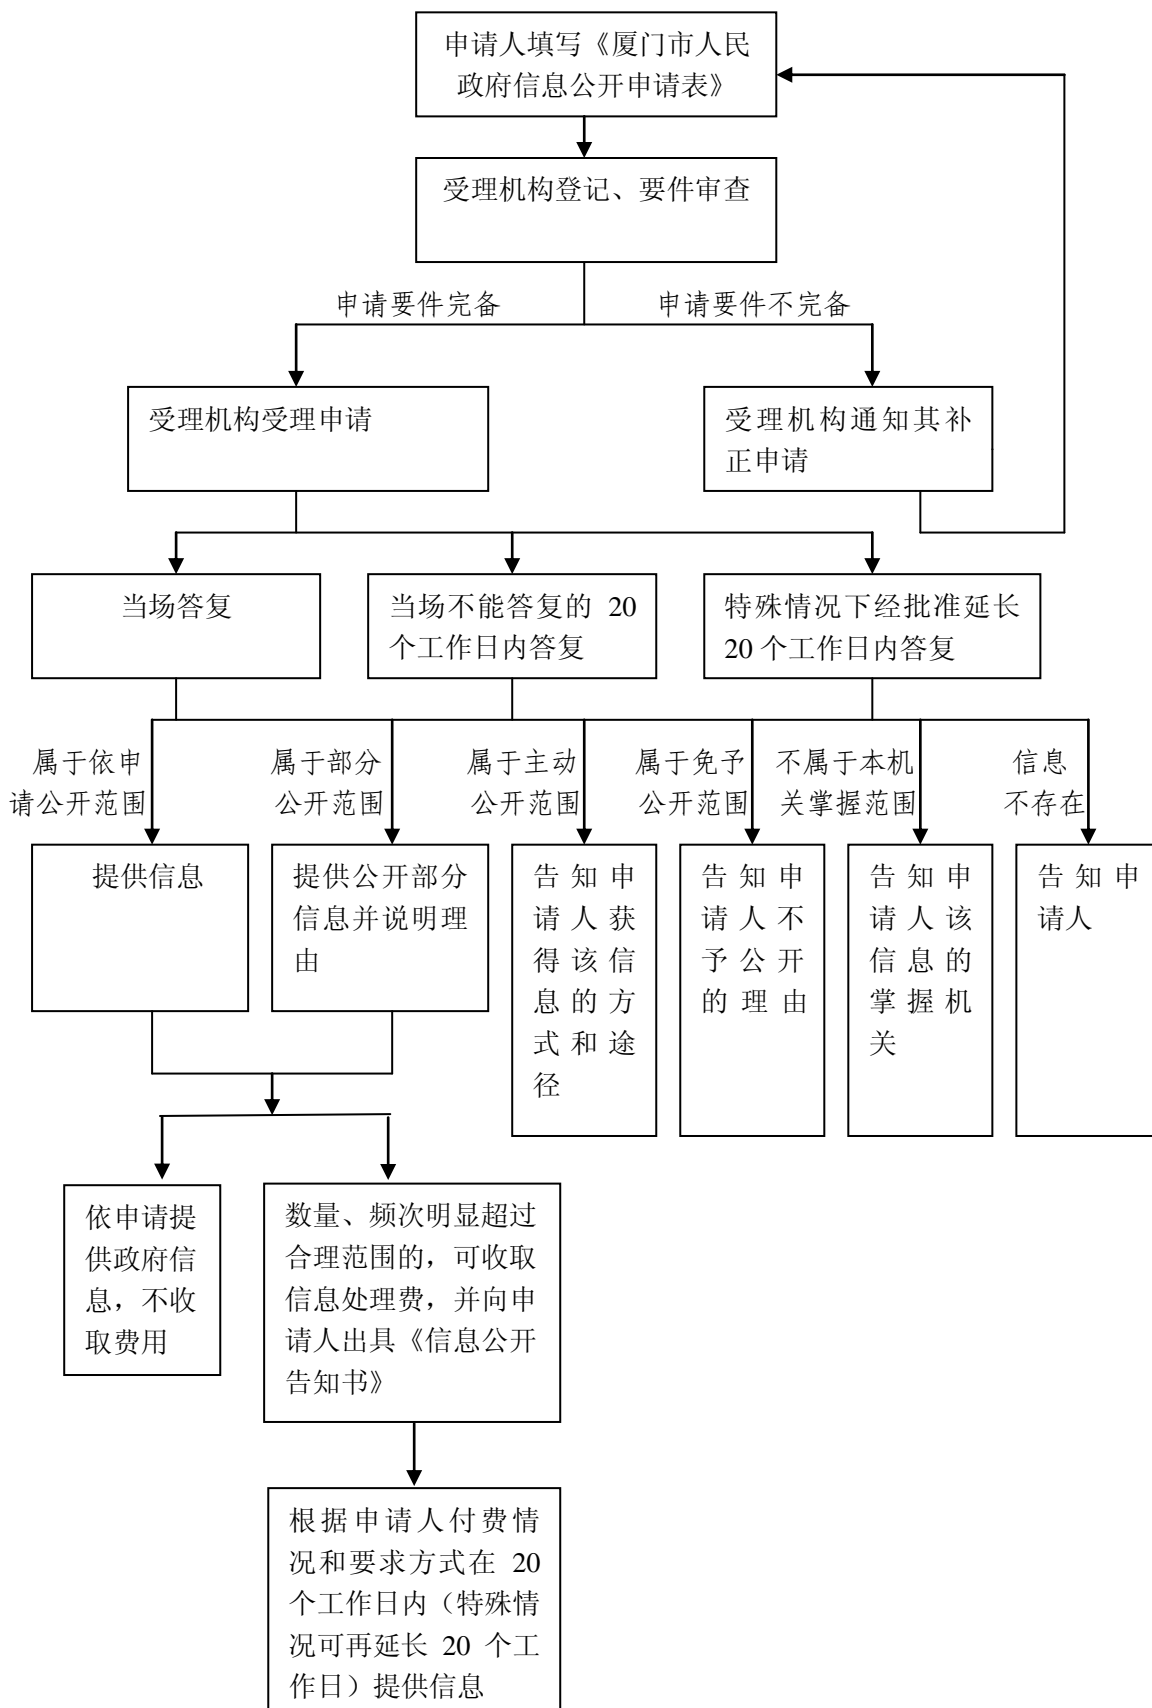 申请人填写《厦门市人民
政府信息公开申请表》
受理机构登记、要件审查
申请要件完备
申请要件不完备
受理机构受理申请
受理机构通知其补
正申请
当场答复
当场不能答复的 20
个工作日内答复
特殊情况下经批准延长
20 个工作日内答复
属于依申
请公开范围
属于部分
公开范围
属于主动
公开范围
属于免予
公开范围
不属于本机
关掌握范围
信息
不存在
提供信息
提供公开部分
信息并说明理
由
告知申
请人获
得该信
息的方
式和途
径
告知申
请人不
予公开
的理由
告知申
请人该
信息的
掌握机
关
告知申
请人
依申请提
供政府信
息，不收
取费用
数量、频次明显超过
合理范围的，可收取
信息处理费，并向申
请人出具《信息公开
告知书》
根据申请人付费情
况和要求方式在 20
个工作日内（特殊情
况可再延长 20 个工
作日）提供信息